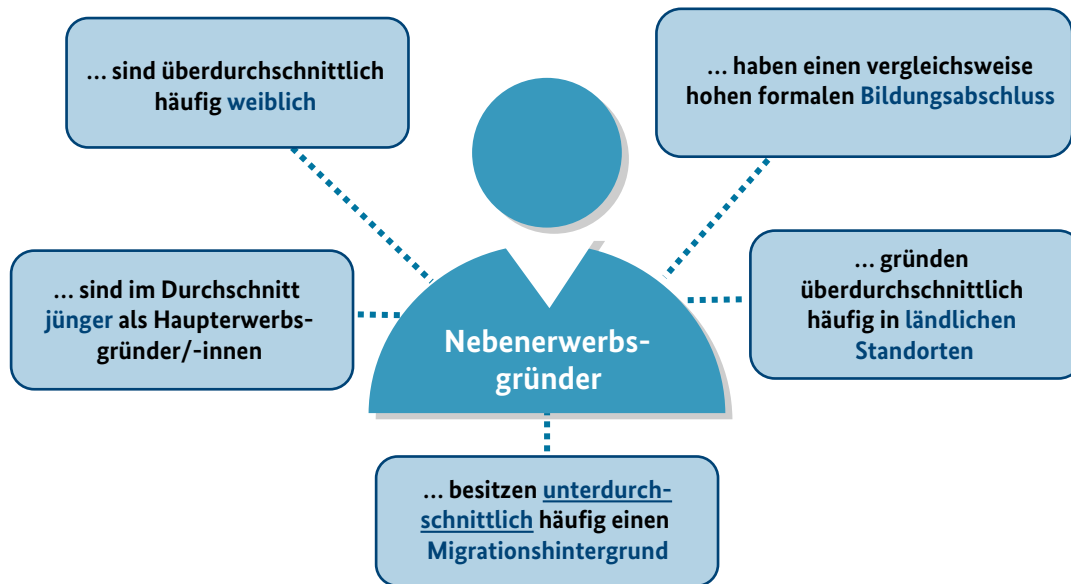 … sind überdurchschnittlich
häufig weiblich
… haben einen vergleichsweise
hohen formalen Bildungsabschluss
… sind im Durchschnitt
jünger als Haupterwerbs-
gründer/-innen
… gründen
überdurchschnittlich
häufig in ländlichen
Standorten
Nebenerwerbs-
gründer
… besitzen unterdurch-
schnittlich häufig einen
Migrationshintergrund